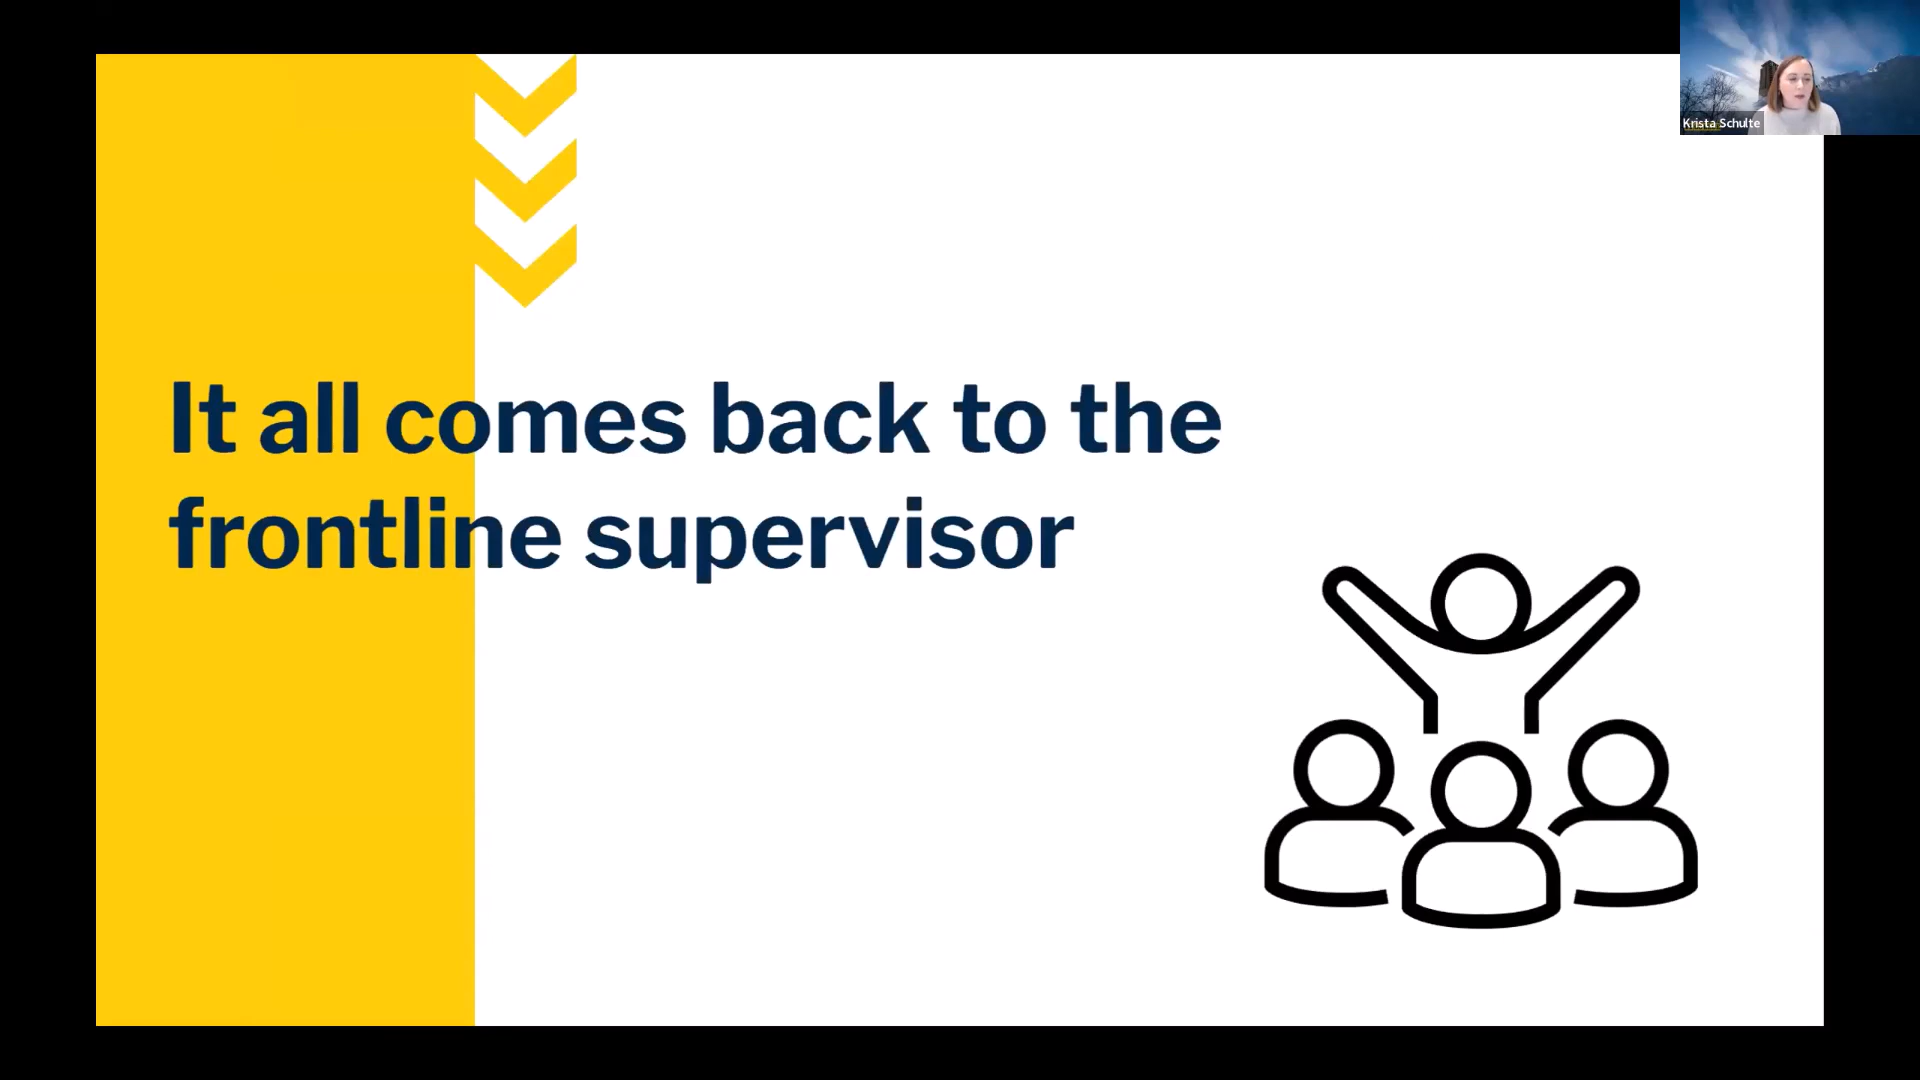 Krista Schulte
It all comes back to the
frontline supervisor